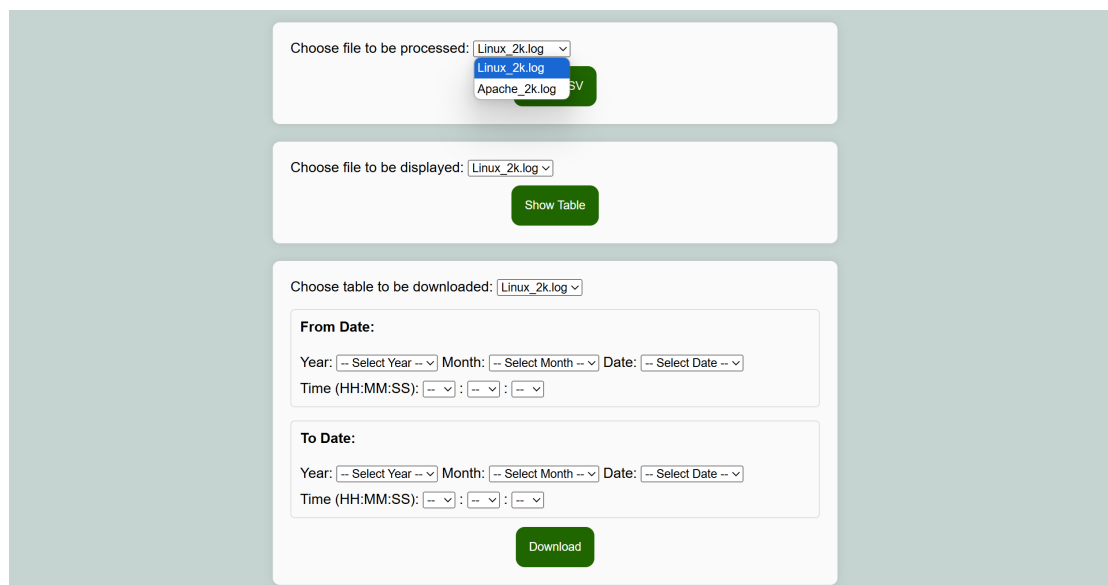 Choose file to be processed: Linux_2k.log
Linux_2k.log
Apache_2k.log
SV
Choose file to be displayed: Linux_2k.log
Show Table
Choose table to be downloaded: Linux_2k.log
From Date:
Year: -- Select Year -- Month: -- Select Month -- Date: -- Select Date --
Time (HH:MM:SS): -- : -- : --
To Date:
Year: -- Select Year -- Month: -- Select Month -- Date: -- Select Date --
Time (HH:MM:SS): -- : -- : --
Download